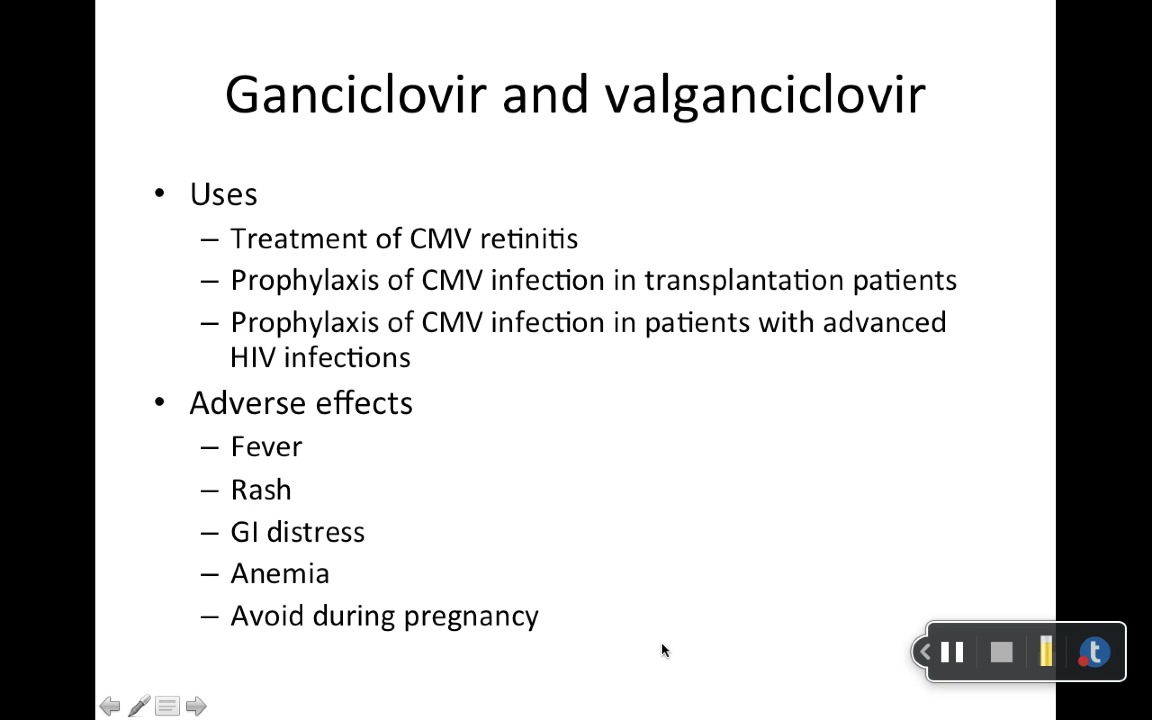 Ganciclovir and valganciclovir
• Uses
– Treatment of CMV retinitis
– Prophylaxis of CMV infection in transplantation patients
– Prophylaxis of CMV infection in patients with advanced
HIV infections
• Adverse effects
– Fever
– Rash
– GI distress
– Anemia
– Avoid during pregnancy
t